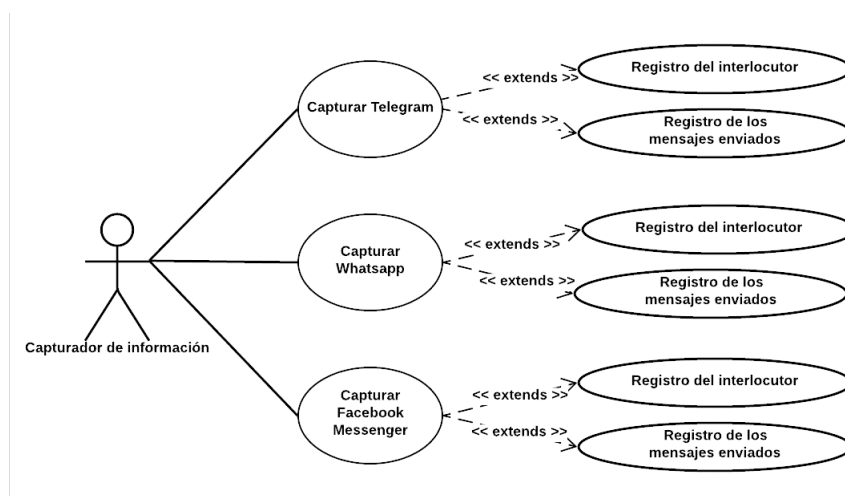 Capturar Telegram
<< extends >>
Registro del interlocutor
<< extends >>
Registro de los
mensajes enviados
Capturar
Whatsapp
<< extends >>
Registro del interlocutor
<< extends >>
Registro de los
mensajes enviados
Capturador de información
Capturar
Facebook
Messenger
<< extends >>
Registro del interlocutor
<< extends >>
Registro de los
mensajes enviados